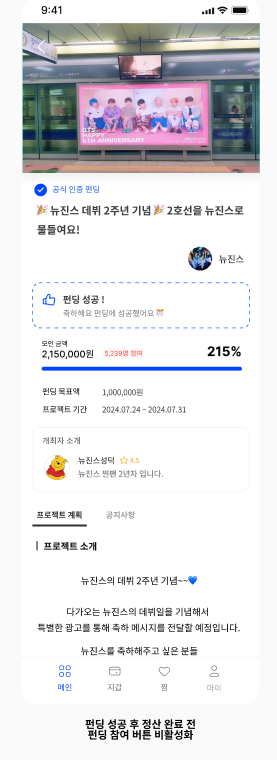 9:41
BTS
HAPPY
6TH ANNIVERSARY
공식 인증 펀딩
🎉 뉴진스 데뷔 2주년 기념 🎉 2호선을 뉴진스로
물들여요!
뉴진스
펀딩 성공 !
축하해요 펀딩에 성공했어요 🎊
모인 금액
2,150,000원 5,239명 참여 215%
펀딩 목표액 1,000,000원
프로젝트 기간 2024.07.24 - 2024.07.31
개최자 소개
뉴진스성덕 4.5
뉴진스 찐팬 2년차 입니다.
프로젝트 계획 공지사항
| 프로젝트 소개
뉴진스의 데뷔 2주년 기념~~💙
다가오는 뉴진스의 데뷔일을 기념해서
특별한 광고를 통해 축하 메시지를 전달할 예정입니다.
뉴진스를 축하해주고 싶은 분들
메인 지갑 찜 마이
펀딩 성공 후 정산 완료 전
펀딩 참여 버튼 비활성화